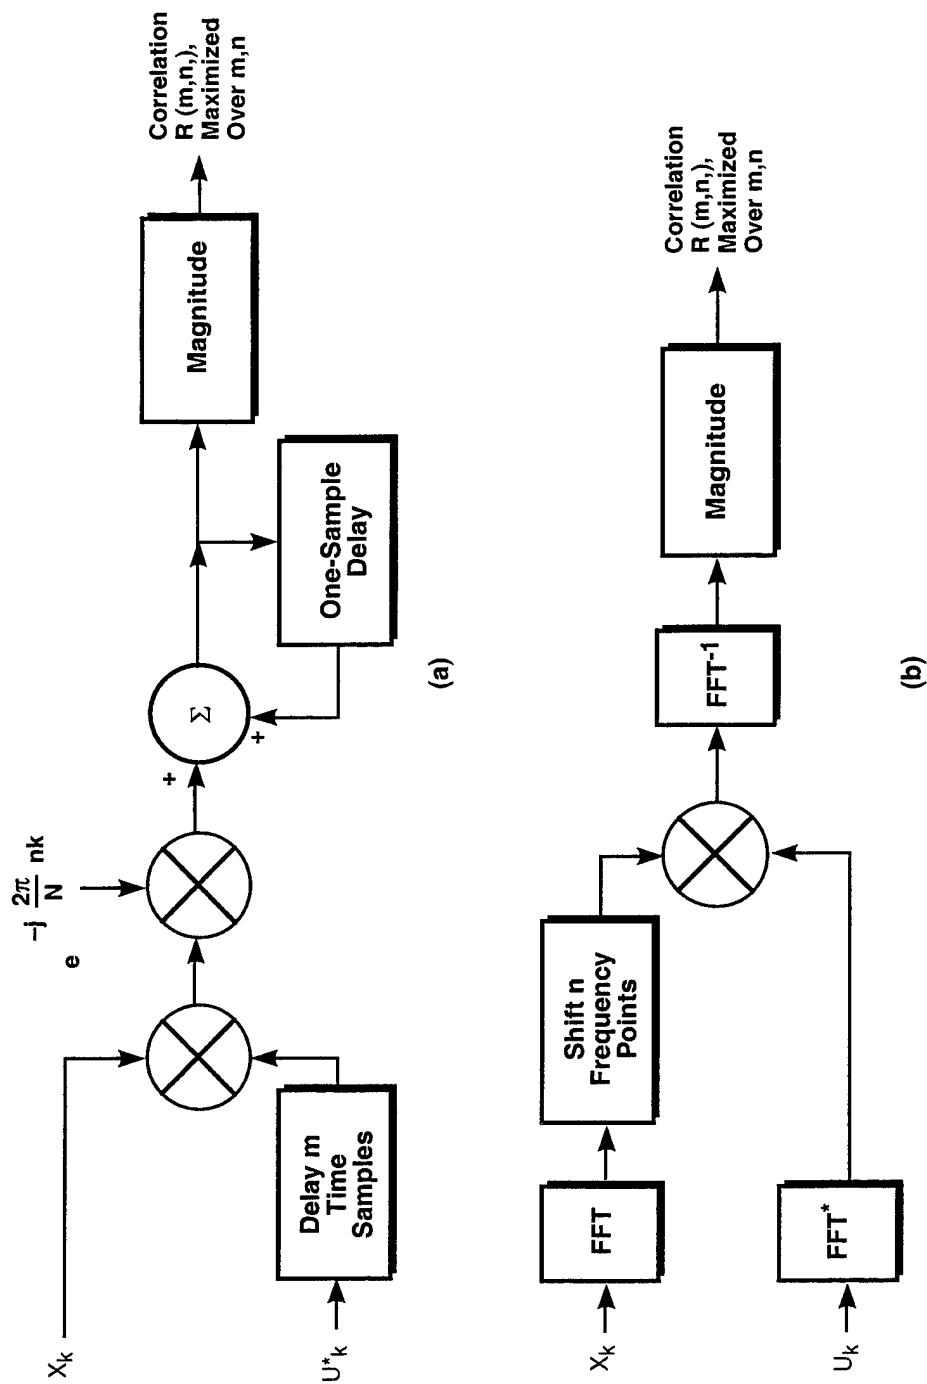 X_k
U*_k
Delay m
Time
Samples
e
−j 2π/N nk
+
+
Σ
One-Sample
Delay
Magnitude
Correlation
R (m,n,),
Maximized
Over m,n
(a)
X_k
FFT
Shift n
Frequency
Points
U_k
FFT*
FFT-1
Magnitude
Correlation
R (m,n,),
Maximized
Over m,n
(b)